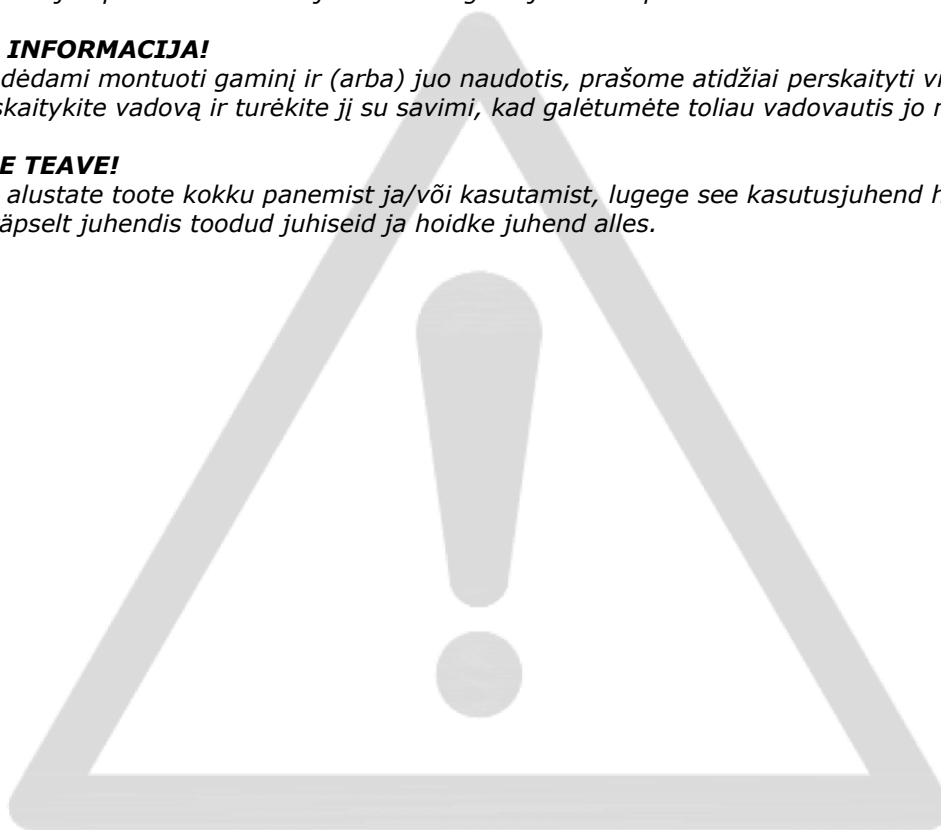 INFORMACIJA!
dėdami montuoti gaminį ir (arba) juo naudotis, prašome atidžiai perskaityti
skaitykite vadovą ir turėkite jį su savimi, kad galėtumėte toliau vadovautis jo
E TEAVE!
alustate toote kokku panemist ja/või kasutamist, lugege see kasutusjuhend
äpselt juhendis toodud juhiseid ja hoidke juhend alles.